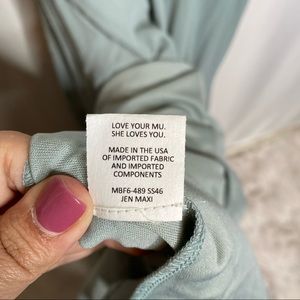 LOVE YOUR MU.
SHE LOVES YOU.
MADE IN THE USA
OF IMPORTED FABRIC
AND IMPORTED
COMPONENTS
MBF6-489 SS46
JEN MAXI